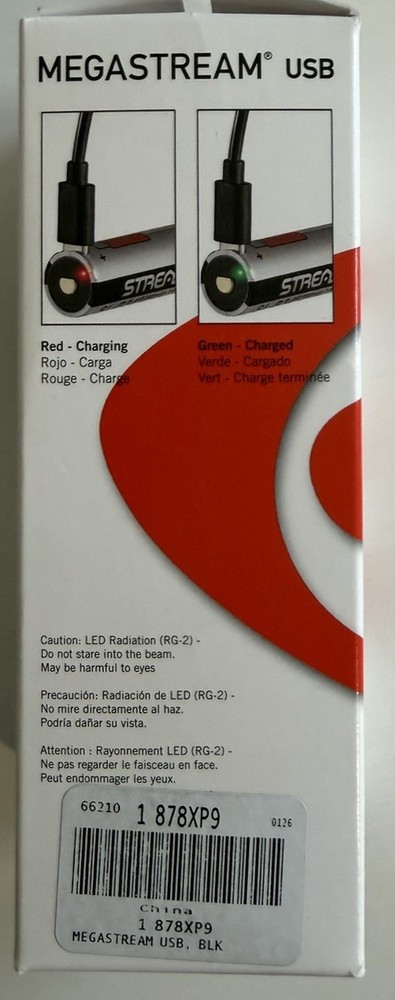 MEGASTREAM® USB
+
STREA
+
STREA
Red - Charging
Rojo - Carga
Rouge - Charge
Green - Charged
Verde - Cargado
Vert - Charge terminée
Caution: LED Radiation (RG-2) -
Do not stare into the beam.
May be harmful to eyes
Precaución: Radiación de LED (RG-2) -
No mire directamente al haz.
Podría dañar su vista.
Attention : Rayonnement LED (RG-2) -
Ne pas regarder le faisceau en face.
Peut endommager les yeux.
66210 1 878XP9 0126
China
1 878XP9
MEGASTREAM USB, BLK